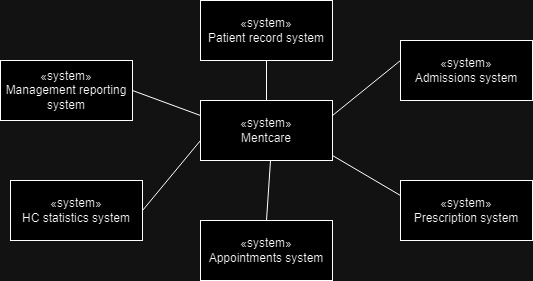 «system»
Patient record system
«system»
Admissions system
«system»
Management reporting
system
«system»
Mentcare
«system»
HC statistics system
«system»
Prescription system
«system»
Appointments system